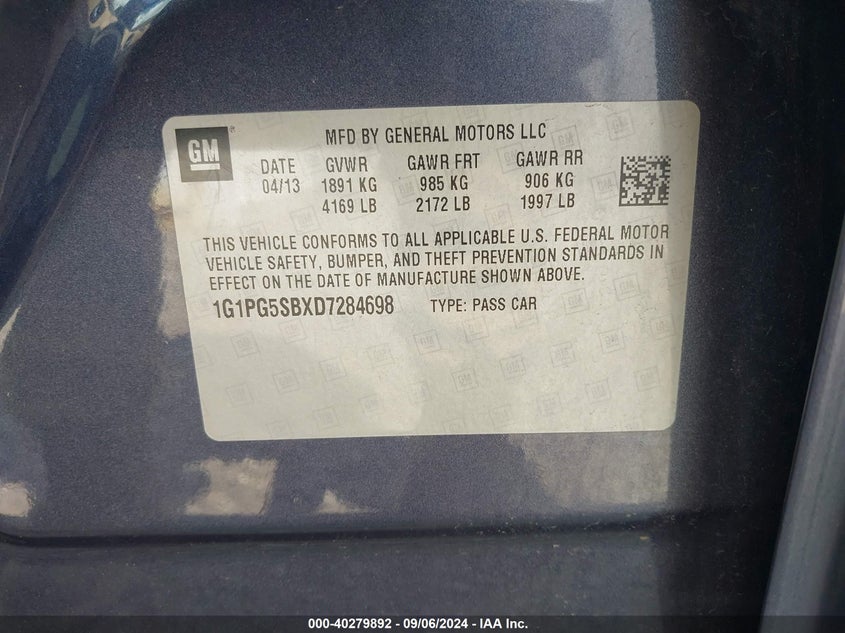 GM
MFD BY GENERAL MOTORS LLC
DATE GVWR GAWR FRT GAWR RR
04/13 1891 KG 985 KG 906 KG
4169 LB 2172 LB 1997 LB
THIS VEHICLE CONFORMS TO ALL APPLICABLE U.S. FEDERAL MOTOR
VEHICLE SAFETY, BUMPER, AND THEFT PREVENTION STANDARDS IN
EFFECT ON THE DATE OF MANUFACTURE SHOWN ABOVE.
1G1PG5SBXD7284698 TYPE: PASS CAR
000-40279892 - 09/06/2024 - IAA Inc.